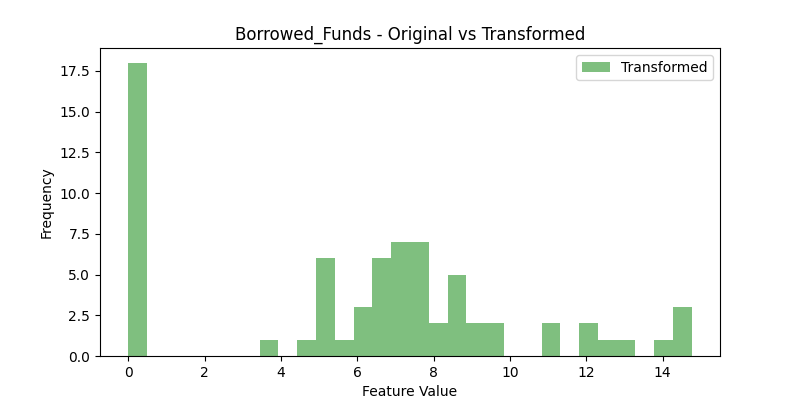 Borrowed_Funds - Original vs Transformed
Transformed
Frequency
17.5
15.0
12.5
10.0
7.5
5.0
2.5
0.0
0 2 4 6 8 10 12 14
Feature Value